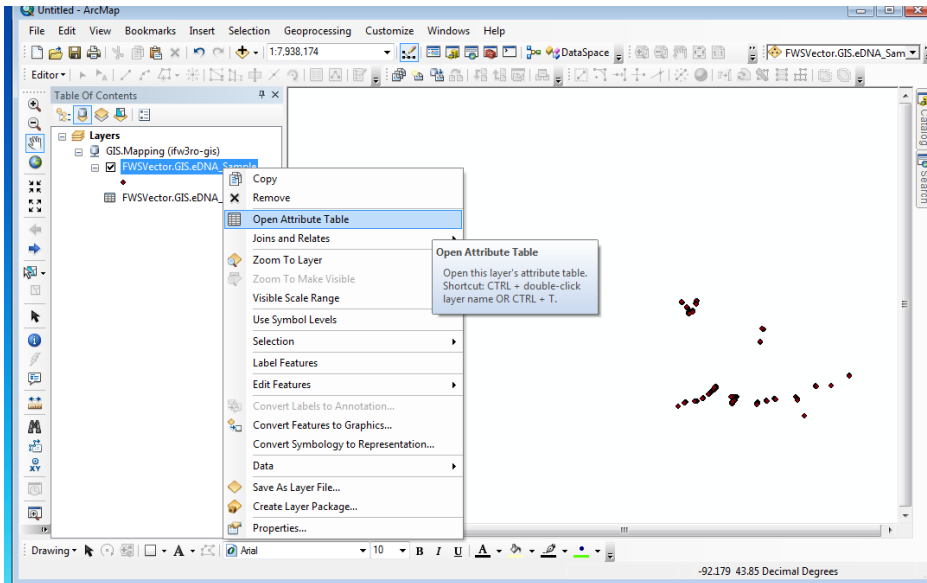 Untitled - ArcMap
File Edit View Bookmarks Insert Selection Geoprocessing Customize Windows Help
1:7,938,174 DataSpace FWSVector.GIS.eDNA_Sam
Editor
Table Of Contents
Layers
GIS.Mapping (ifw3ro-gis)
FWSVector.GIS.eDNA_Sample
FWSVector.GIS.eDNA_
Copy
Remove
Open Attribute Table
Joins and Relates
Zoom To Layer
Zoom To Make Visible
Visible Scale Range
Use Symbol Levels
Selection
Label Features
Edit Features
Convert Labels to Annotation...
Convert Features to Graphics...
Convert Symbology to Representation...
Data
Save As Layer File...
Create Layer Package...
Properties...
Open Attribute Table
Open this layer's attribute table.
Shortcut: CTRL + double-click
layer name OR CTRL + T.
Catalog
Search
XY
Drawing A Arial 10 B I U A
-92.179 43.85 Decimal Degrees